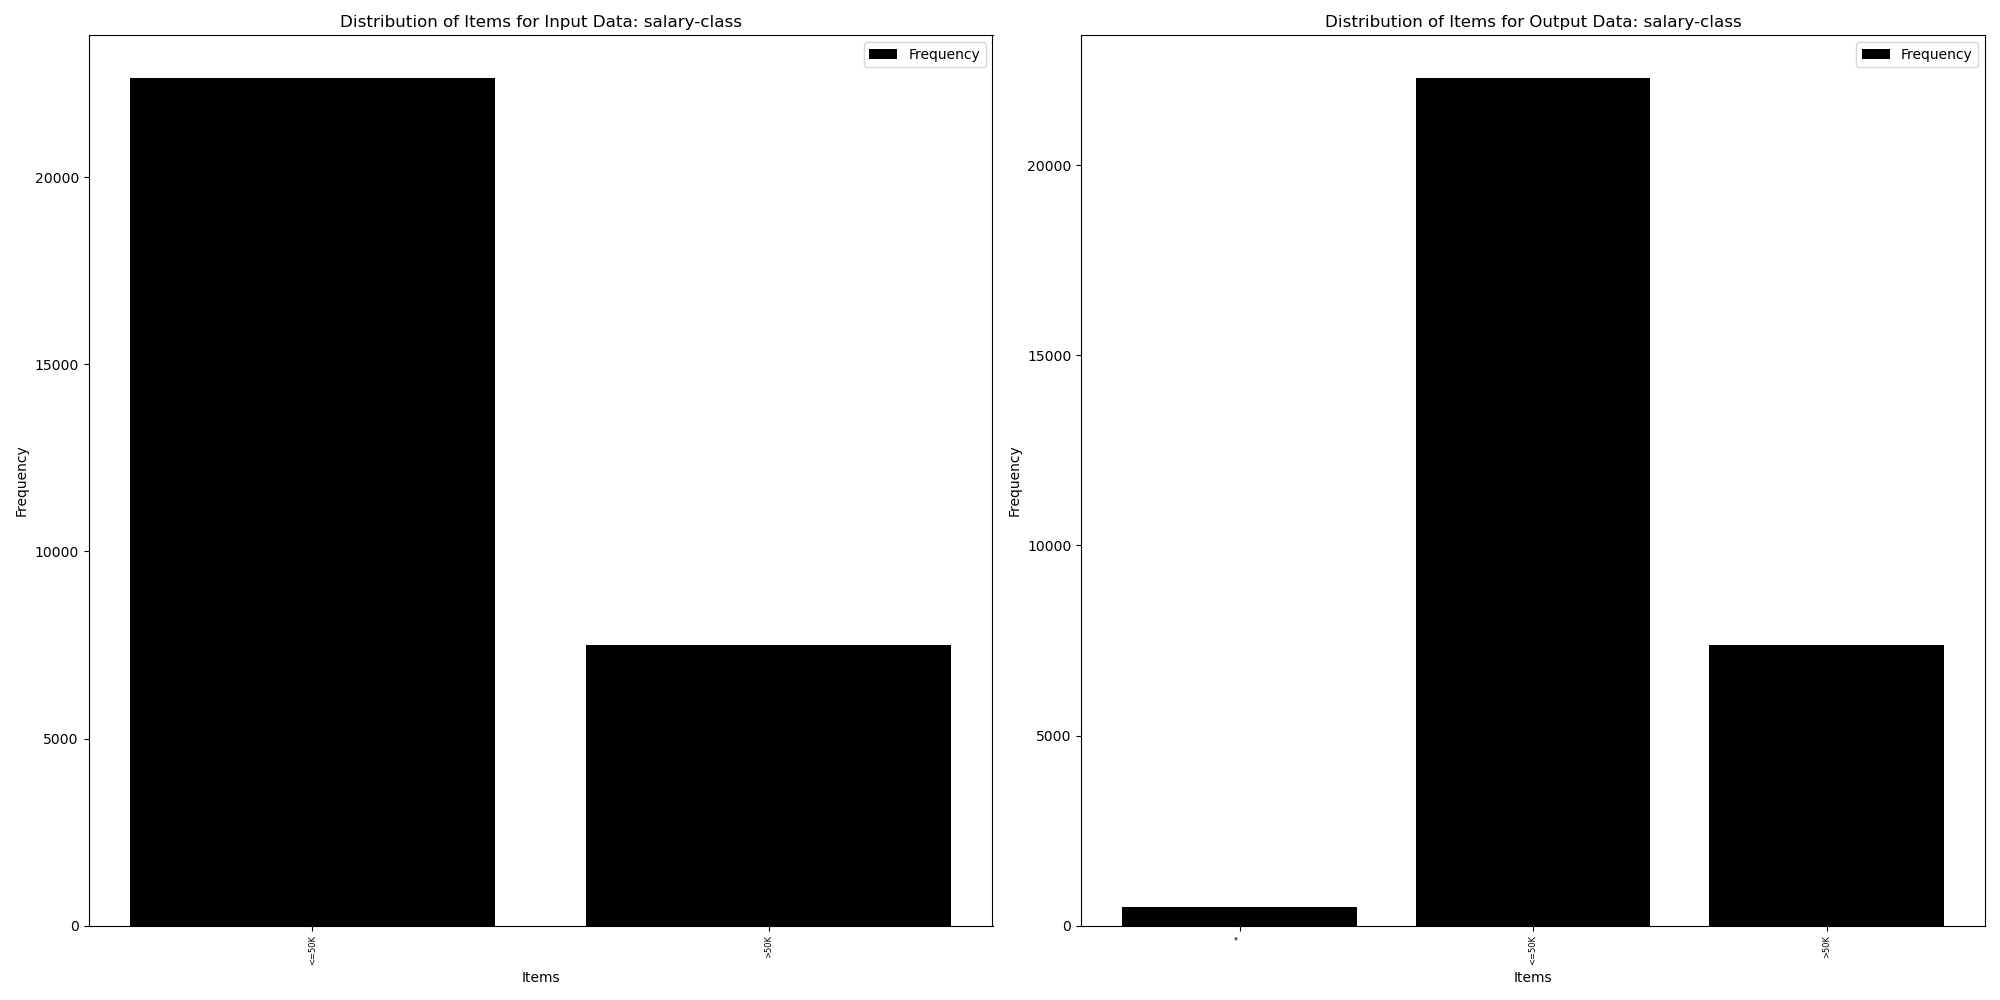 Distribution of Items for Input Data: salary-class
Frequency
20000
15000
10000
5000
0
Frequency
<=50K
>50K
Items
Distribution of Items for Output Data: salary-class
Frequency
20000
15000
10000
5000
0
Frequency
*
<=50K
>50K
Items